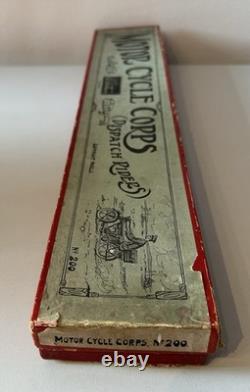 MOTOR CYCLE CORPS
(DISPATCH RIDERS)
Nº 200
MOTOR CYCLE CORPS. Nº 200.